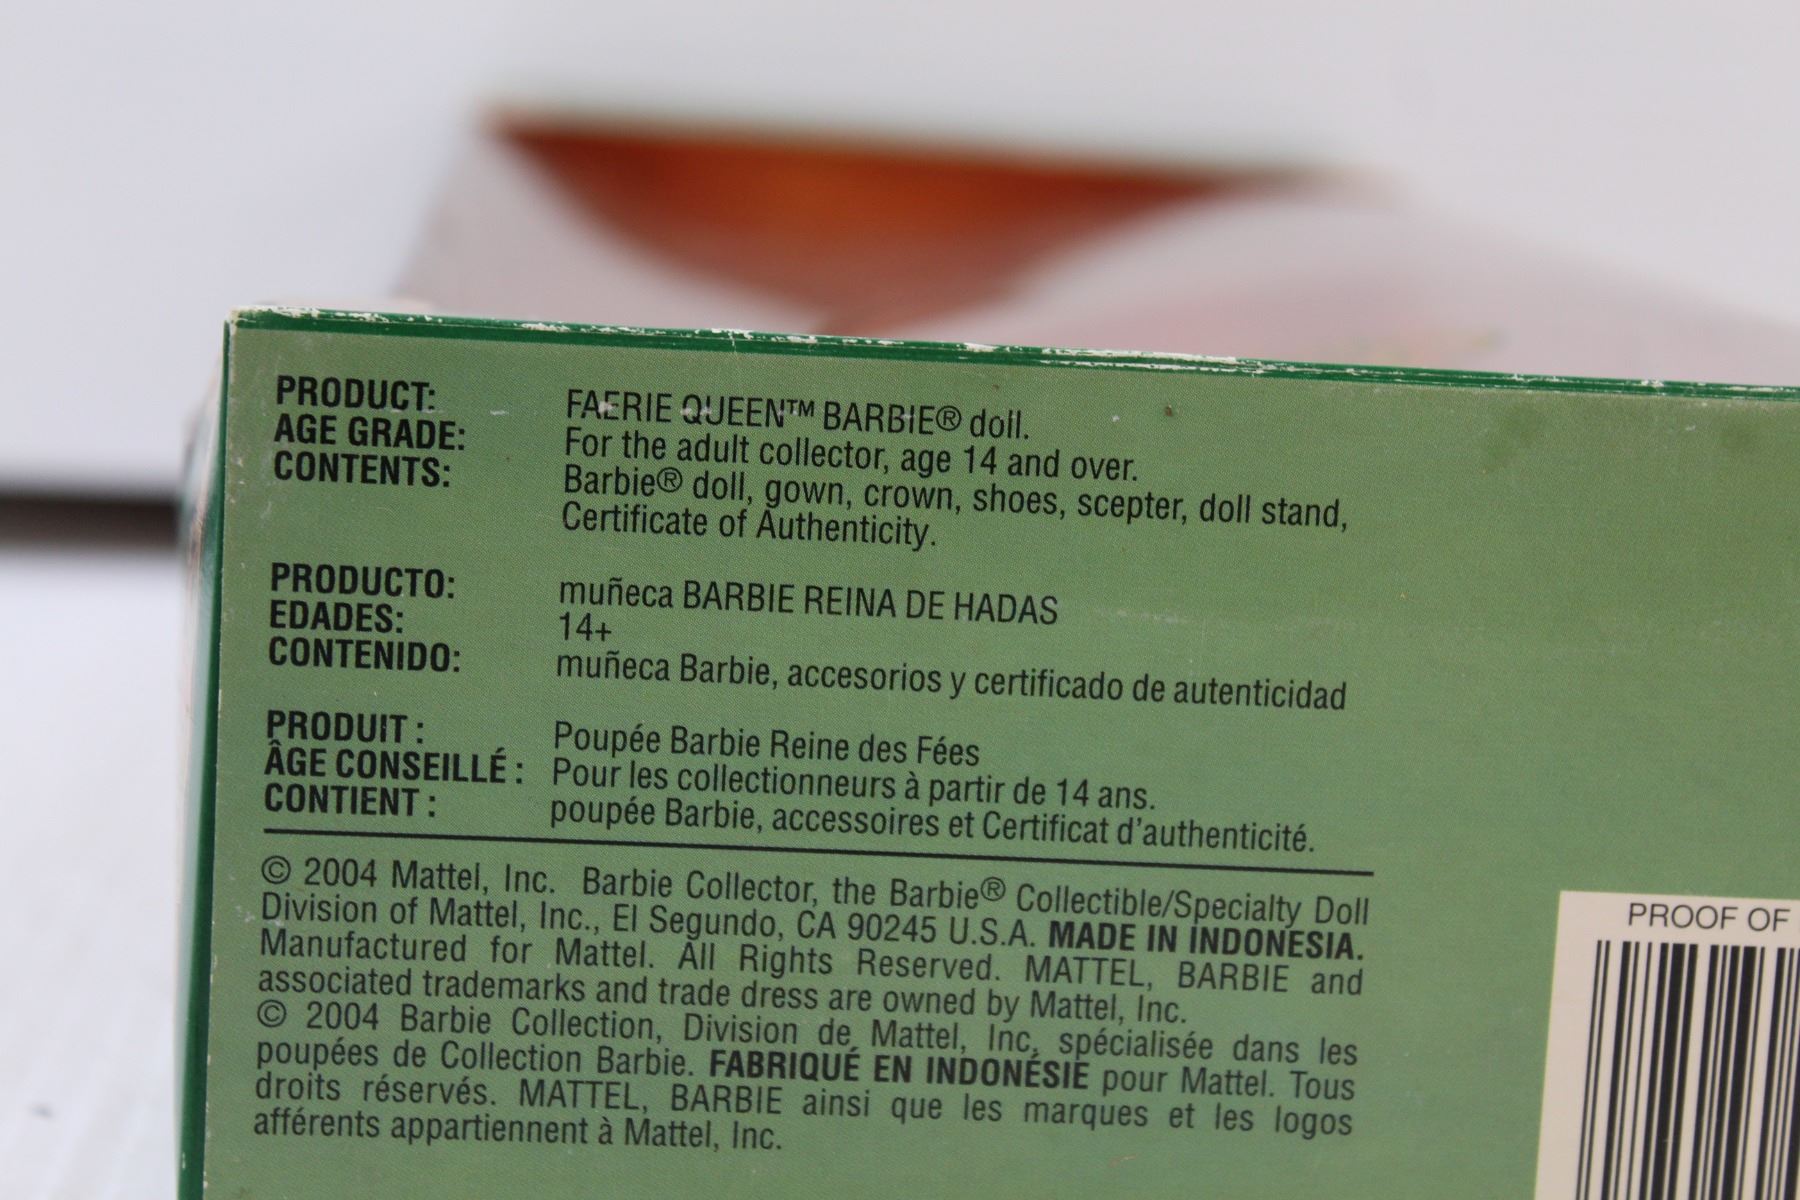 PRODUCT: FAERIE QUEEN™ BARBIE® doll.
AGE GRADE: For the adult collector, age 14 and over.
CONTENTS: Barbie® doll, gown, crown, shoes, scepter, doll stand,
Certificate of Authenticity.
PRODUCTO: muñeca BARBIE REINA DE HADAS
EDADES: 14+
CONTENIDO: muñeca Barbie, accesorios y certificado de autenticidad
PRODUIT : Poupée Barbie Reine des Fées
ÂGE CONSEILLÉ : Pour les collectionneurs à partir de 14 ans.
CONTIENT : poupée Barbie, accessoires et Certificat d'authenticité.
© 2004 Mattel, Inc. Barbie Collector, the Barbie® Collectible/Specialty Doll
Division of Mattel, Inc., El Segundo, CA 90245 U.S.A. MADE IN INDONESIA.
Manufactured for Mattel. All Rights Reserved. MATTEL, BARBIE and
associated trademarks and trade dress are owned by Mattel, Inc.
© 2004 Barbie Collection, Division de Mattel, Inc, spécialisée dans les
poupées de Collection Barbie. FABRIQUÉ EN INDONÉSIE pour Mattel. Tous
droits réservés. MATTEL, BARBIE ainsi que les marques et les logos
afférents appartiennent à Mattel, Inc.
PROOF OF